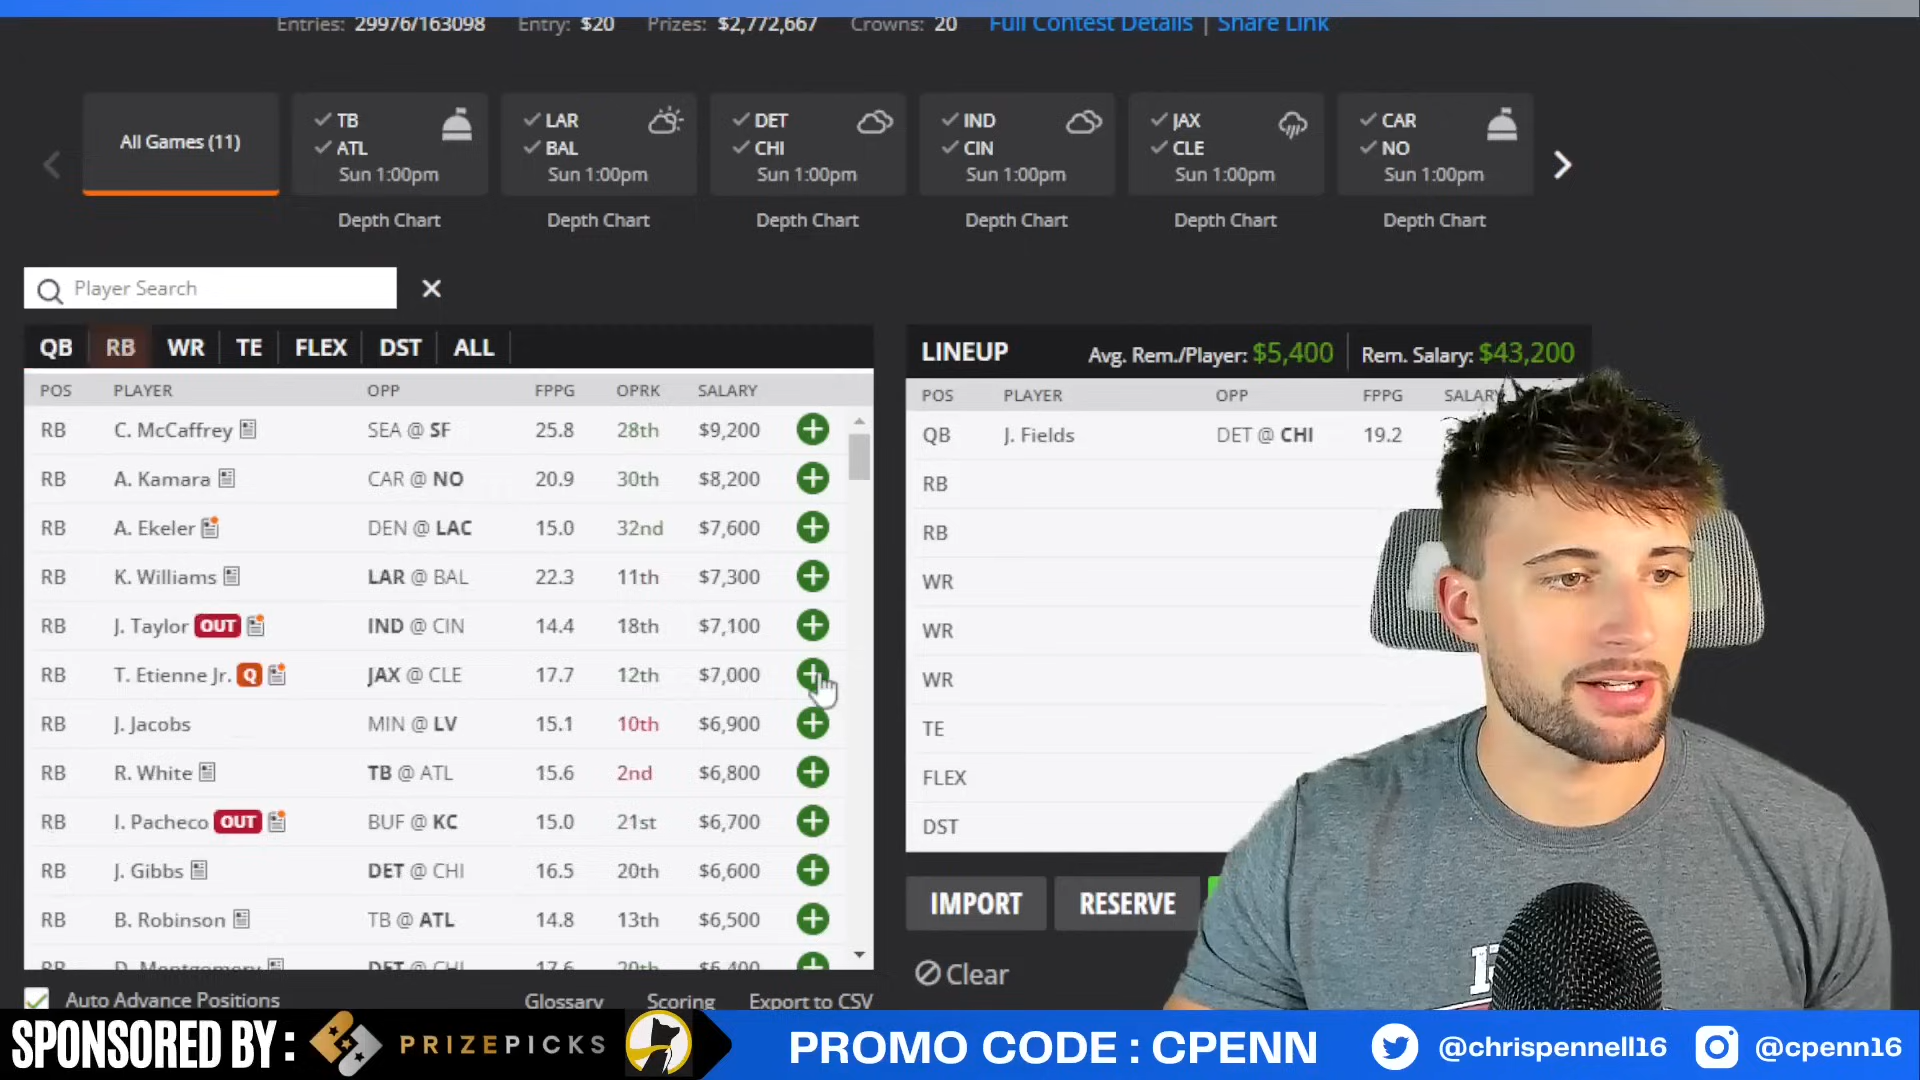 Entries: 29976/163098 Entry: $20 Prizes: $2,772,667 Crowns: 20 Full Contest Details | Share Link
All Games (11)
TB
ATL
Sun 1:00pm
Depth Chart
LAR
BAL
Sun 1:00pm
Depth Chart
DET
CHI
Sun 1:00pm
Depth Chart
IND
CIN
Sun 1:00pm
Depth Chart
JAX
CLE
Sun 1:00pm
Depth Chart
CAR
NO
Sun 1:00pm
Depth Chart
Player Search
QB RB WR TE FLEX DST ALL
POS PLAYER OPP FPPG OPRK SALARY
RB C. McCaffrey SEA @ SF 25.8 28th $9,200
RB A. Kamara CAR @ NO 20.9 30th $8,200
RB A. Ekeler DEN @ LAC 15.0 32nd $7,600
RB K. Williams LAR @ BAL 22.3 11th $7,300
RB J. Taylor OUT IND @ CIN 14.4 18th $7,100
RB T. Etienne Jr. Q JAX @ CLE 17.7 12th $7,000
RB J. Jacobs MIN @ LV 15.1 10th $6,900
RB R. White TB @ ATL 15.6 2nd $6,800
RB I. Pacheco OUT BUF @ KC 15.0 21st $6,700
RB J. Gibbs DET @ CHI 16.5 20th $6,600
RB B. Robinson TB @ ATL 14.8 13th $6,500
RB D. Montgomery DET @ CHI 17.6 20th $6,400
Auto Advance Positions Glossary Scoring Export to CSV
LINEUP Avg. Rem./Player: $5,400 Rem. Salary: $43,200
POS PLAYER OPP FPPG SALARY
QB J. Fields DET @ CHI 19.2
RB
RB
WR
WR
WR
TE
FLEX
DST
IMPORT RESERVE
Clear
SPONSORED BY : PRIZEPICKS PROMO CODE : CPENN @chrispennell16 @cpenn16